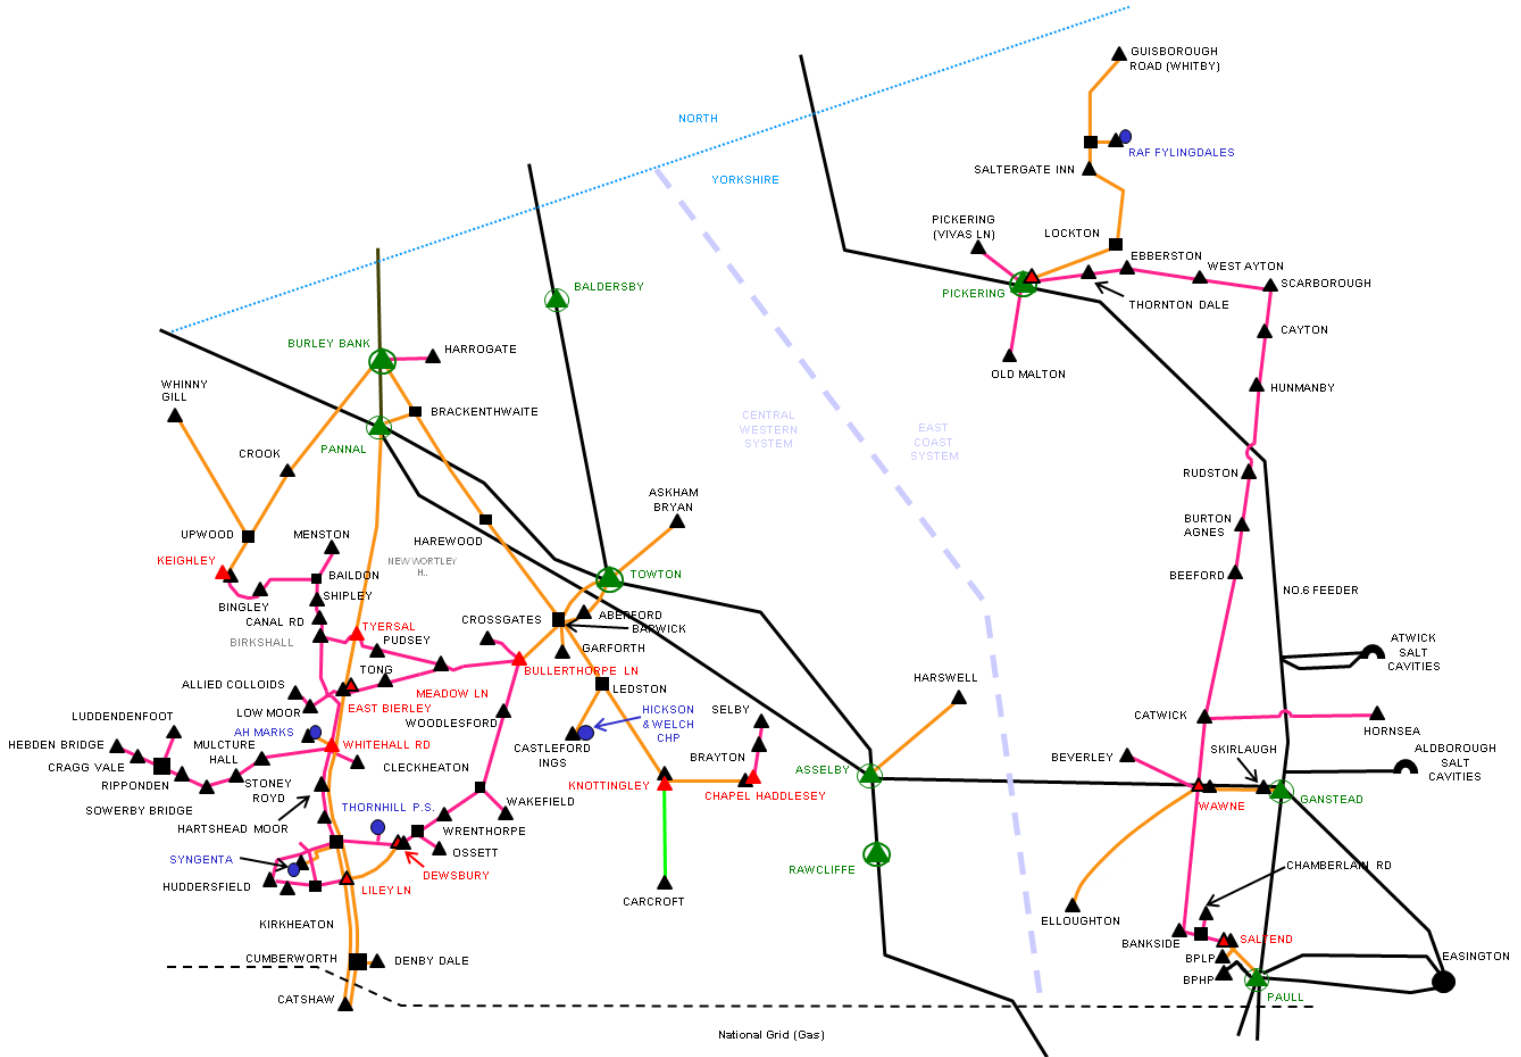 GUISBOROUGH
ROAD (WHITBY)
NORTH
RAF FYLINGDALES
SALTERGATE INN
YORKSHIRE
PICKERING
(VIVAS LN)
LOCKTON
EBBERSTON
WEST AYTON
SCARBOROUGH
BALDERSBY
PICKERING
THORNTON DALE
CAYTON
BURLEY BANK
HARROGATE
OLD MALTON
WHINNY
GILL
HUNMANBY
BRACKENTHWAITE
CENTRAL
WESTERN
SYSTEM
EAST
COAST
SYSTEM
PANNAL
CROOK
RUDSTON
ASKHAM
BRYAN
BURTON
AGNES
UPWOOD
MENSTON
HAREWOOD
KEIGHLEY
NEW WORTLEY
H..
BAILDON
TOWTON
BEEFORD
NO.6 FEEDER
SHIPLEY
BINGLEY
CANAL RD
CROSSGATES
ABERFORD
BARWICK
TYERSAL
BIRKSHALL
PUDSEY
GARFORTH
ATWICK
SALT
CAVITIES
TONG
BULLERTHORPE LN
ALLIED COLLOIDS
MEADOW LN
LEDSTON
HARSWELL
LOW MOOR
EAST BIERLEY
SELBY
HICKSON
& WELCH
CHP
LUDDENDENFOOT
WOODLESFORD
CATWICK
HORNSEA
AH MARKS
HEBDEN BRIDGE
MULCTURE
HALL
WHITEHALL RD
CASTLEFORD
INGS
BRAYTON
BEVERLEY
SKIRLAUGH
ALDBOROUGH
SALT
CAVITIES
CRAGG VALE
CLECKHEATON
ASSELBY
RIPPONDEN
STONEY
ROYD
KNOTTINGLEY
CHAPEL HADDLESEY
WAWNE
GANSTEAD
SOWERBY BRIDGE
THORNHILL P.S.
WAKEFIELD
HARTSHEAD MOOR
WRENTHORPE
OSSETT
SYNGENTA
CHAMBERLAIN RD
RAWCLIFFE
DEWSBURY
HUDDERSFIELD
LILEY LN
CARCROFT
KIRKHEATON
ELLOUGHTON
BANKSIDE
SALTEND
CUMBERWORTH
DENBY DALE
BPLP
EASINGTON
BPHP
CATSHAW
PAULL
National Grid (Gas)